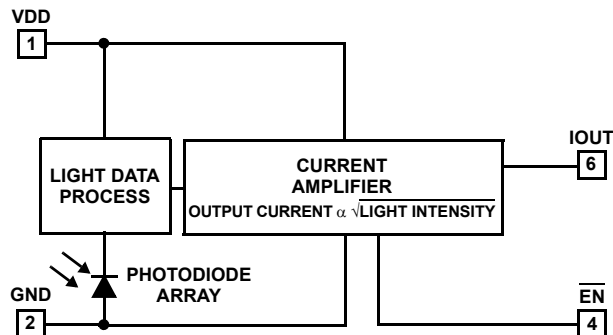 VDD
1
LIGHT DATA
PROCESS
CURRENT
AMPLIFIER
OUTPUT CURRENT α √LIGHT INTENSITY
IOUT
6
PHOTODIODE
ARRAY
GND
2
EN
4